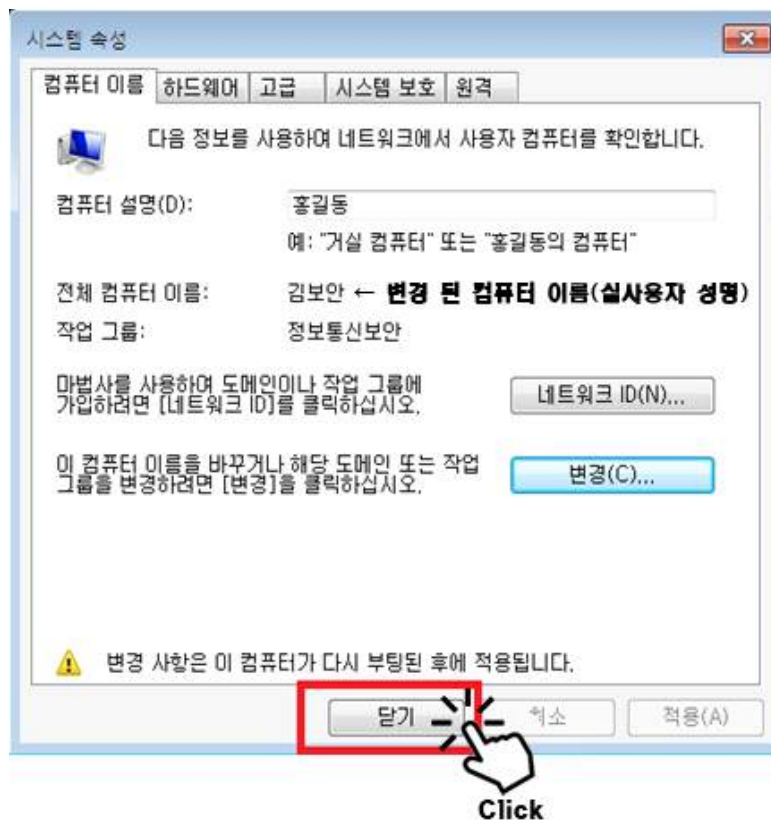 시스템 속성
컴퓨터 이름 하드웨어 고급 시스템 보호 원격
다음 정보를 사용하여 네트워크에서 사용자 컴퓨터를 확인합니다.
컴퓨터 설명(D): 홍길동
예: "거실 컴퓨터" 또는 "홍길동의 컴퓨터"
전체 컴퓨터 이름: 김보안 ← 변경 된 컴퓨터 이름(실사용자 성명)
작업 그룹: 정보통신보안
마법사를 사용하여 도메인이나 작업 그룹에
가입하려면 [네트워크 ID]를 클릭하십시오. 네트워크 ID(N)...
이 컴퓨터 이름을 바꾸거나 해당 도메인 또는 작업
그룹을 변경하려면 [변경]을 클릭하십시오. 변경(C)...
변경 사항은 이 컴퓨터가 다시 부팅된 후에 적용됩니다.
닫기 취소 적용(A)
Click